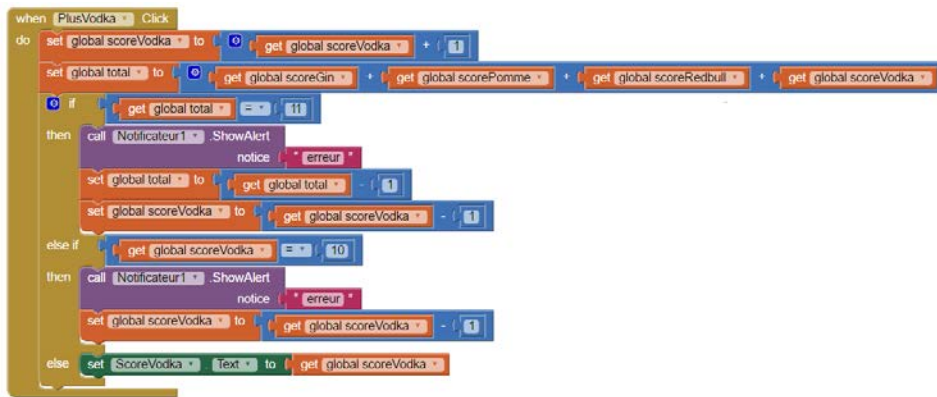 when PlusVodka Click
do set global scoreVodka to get global scoreVodka + 1
set global total to get global scoreGin + get global scorePomme + get global scoreRedbull + get global scoreVodka
if get global total = 11
then call Notificateur1 .ShowAlert
notice " erreur "
set global total to get global total - 1
set global scoreVodka to get global scoreVodka - 1
else if get global scoreVodka = 10
then call Notificateur1 .ShowAlert
notice " erreur "
set global scoreVodka to get global scoreVodka - 1
else set ScoreVodka . Text to get global scoreVodka